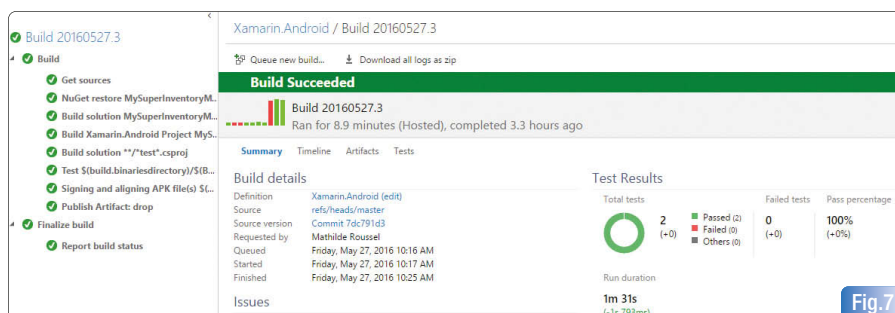 Build 20160527.3
Build
Get sources
NuGet restore MySuperInventoryM...
Build solution MySuperInventoryM...
Build Xamarin.Android Project MyS...
Build solution **/*test*.csproj
Test $(build.binariesdirectory)/$(B...
Signing and aligning APK file(s) $(...
Publish Artifact: drop
Finalize build
Report build status
Xamarin.Android / Build 20160527.3
Queue new build... Download all logs as zip
Build Succeeded
Build 20160527.3
Ran for 8.9 minutes (Hosted), completed 3.3 hours ago
Summary Timeline Artifacts Tests
Build details
Definition Xamarin.Android (edit)
Source refs/heads/master
Source version Commit 7dc791d3
Requested by Mathilde Roussel
Queued Friday, May 27, 2016 10:16 AM
Started Friday, May 27, 2016 10:17 AM
Finished Friday, May 27, 2016 10:25 AM
Issues
Test Results
Total tests Failed tests Pass percentage
2 Passed (2) 0 100%
(+0) Failed (0) (+0) (+0%)
Others (0)
Run duration
1m 31s
(-1s 793ms)
Fig.7